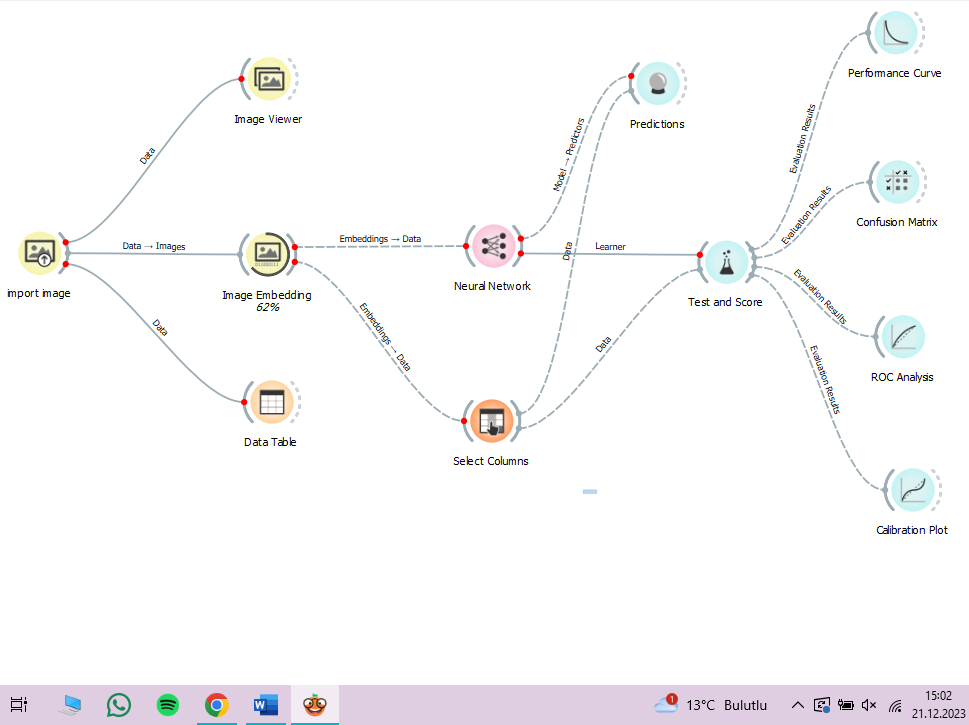 Performance Curve
Image Viewer
Predictions
Data
Model → Predictors
Evaluation Results
Confusion Matrix
Evaluation Results
Data → Images
Embeddings → Data
Learner
Data
import image
Image Embedding
62%
Neural Network
Test and Score
Evaluation Results
Data
Embeddings → Data
Data
ROC Analysis
Evaluation Results
Data Table
Select Columns
Calibration Plot
W
1
13°C Bulutlu
15:02
21.12.2023